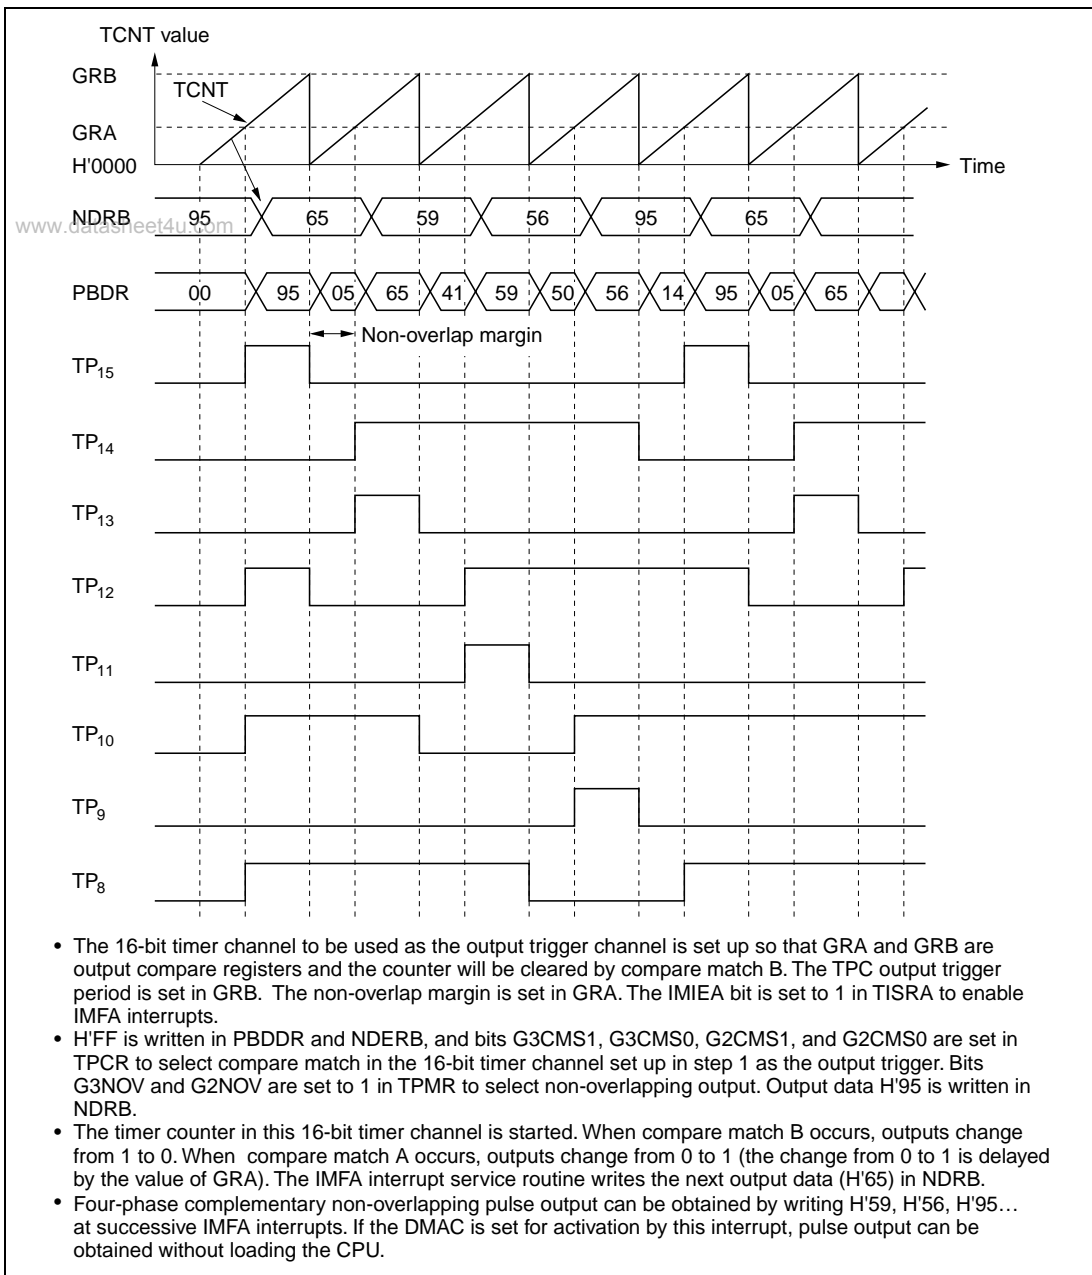 TCNT value
GRB
TCNT
GRA
H'0000
Time
NDRB 95 65 59 56 95 65
www.datasheet4u.com
PBDR 00 95 05 65 41 59 50 56 14 95 05 65
Non-overlap margin
TP15
TP14
TP13
TP12
TP11
TP10
TP9
TP8
• The 16-bit timer channel to be used as the output trigger channel is set up so that GRA and GRB are
output compare registers and the counter will be cleared by compare match B. The TPC output trigger
period is set in GRB. The non-overlap margin is set in GRA. The IMIEA bit is set to 1 in TISRA to enable
IMFA interrupts.
• H'FF is written in PBDDR and NDERB, and bits G3CMS1, G3CMS0, G2CMS1, and G2CMS0 are set in
TPCR to select compare match in the 16-bit timer channel set up in step 1 as the output trigger. Bits
G3NOV and G2NOV are set to 1 in TPMR to select non-overlapping output. Output data H'95 is written in
NDRB.
• The timer counter in this 16-bit timer channel is started. When compare match B occurs, outputs change
from 1 to 0. When compare match A occurs, outputs change from 0 to 1 (the change from 0 to 1 is delayed
by the value of GRA). The IMFA interrupt service routine writes the next output data (H'65) in NDRB.
• Four-phase complementary non-overlapping pulse output can be obtained by writing H'59, H'56, H'95…
at successive IMFA interrupts. If the DMAC is set for activation by this interrupt, pulse output can be
obtained without loading the CPU.